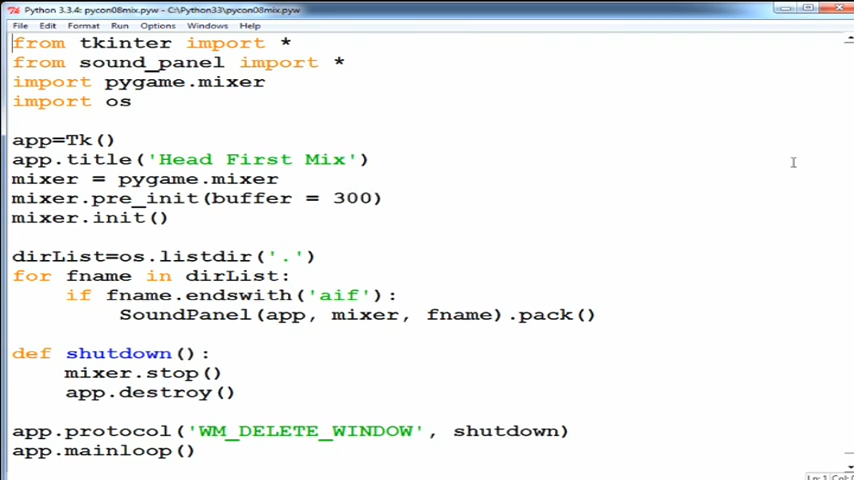 Python 3.3.4: pycon08mix.pyw - C:\Python33\pycon08mix.pyw
File Edit Format Run Options Windows Help
from tkinter import *
from sound_panel import *
import pygame.mixer
import os
app=Tk()
app.title('Head First Mix')
mixer = pygame.mixer
mixer.pre_init(buffer = 300)
mixer.init()
dirList=os.listdir('.')
for fname in dirList:
    if fname.endswith('aif'):
        SoundPanel(app, mixer, fname).pack()
def shutdown():
    mixer.stop()
    app.destroy()
app.protocol('WM_DELETE_WINDOW', shutdown)
app.mainloop()